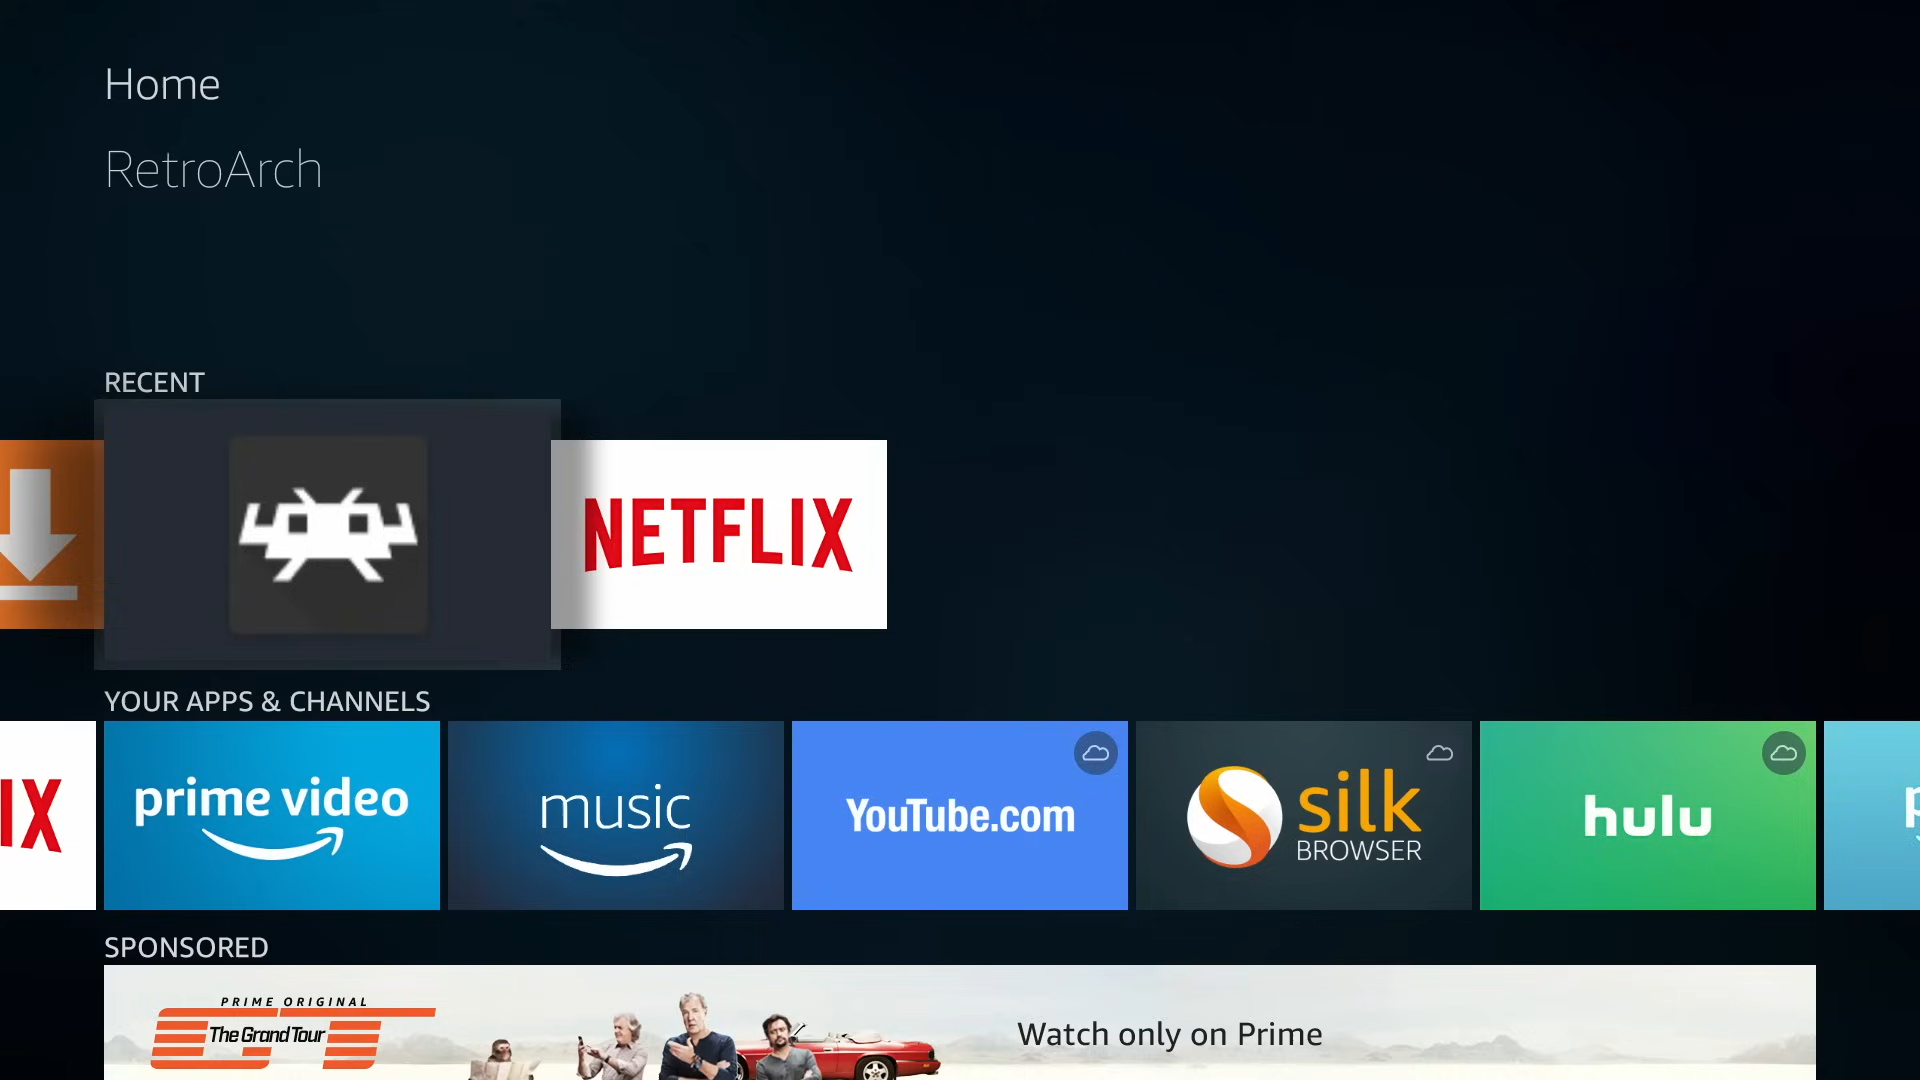 Home
RetroArch
RECENT
NETFLIX
YOUR APPS & CHANNELS
IX
prime video
music
YouTube.com
silk
BROWSER
hulu
p
SPONSORED
PRIME ORIGINAL
The Grand Tour
Watch only on Prime